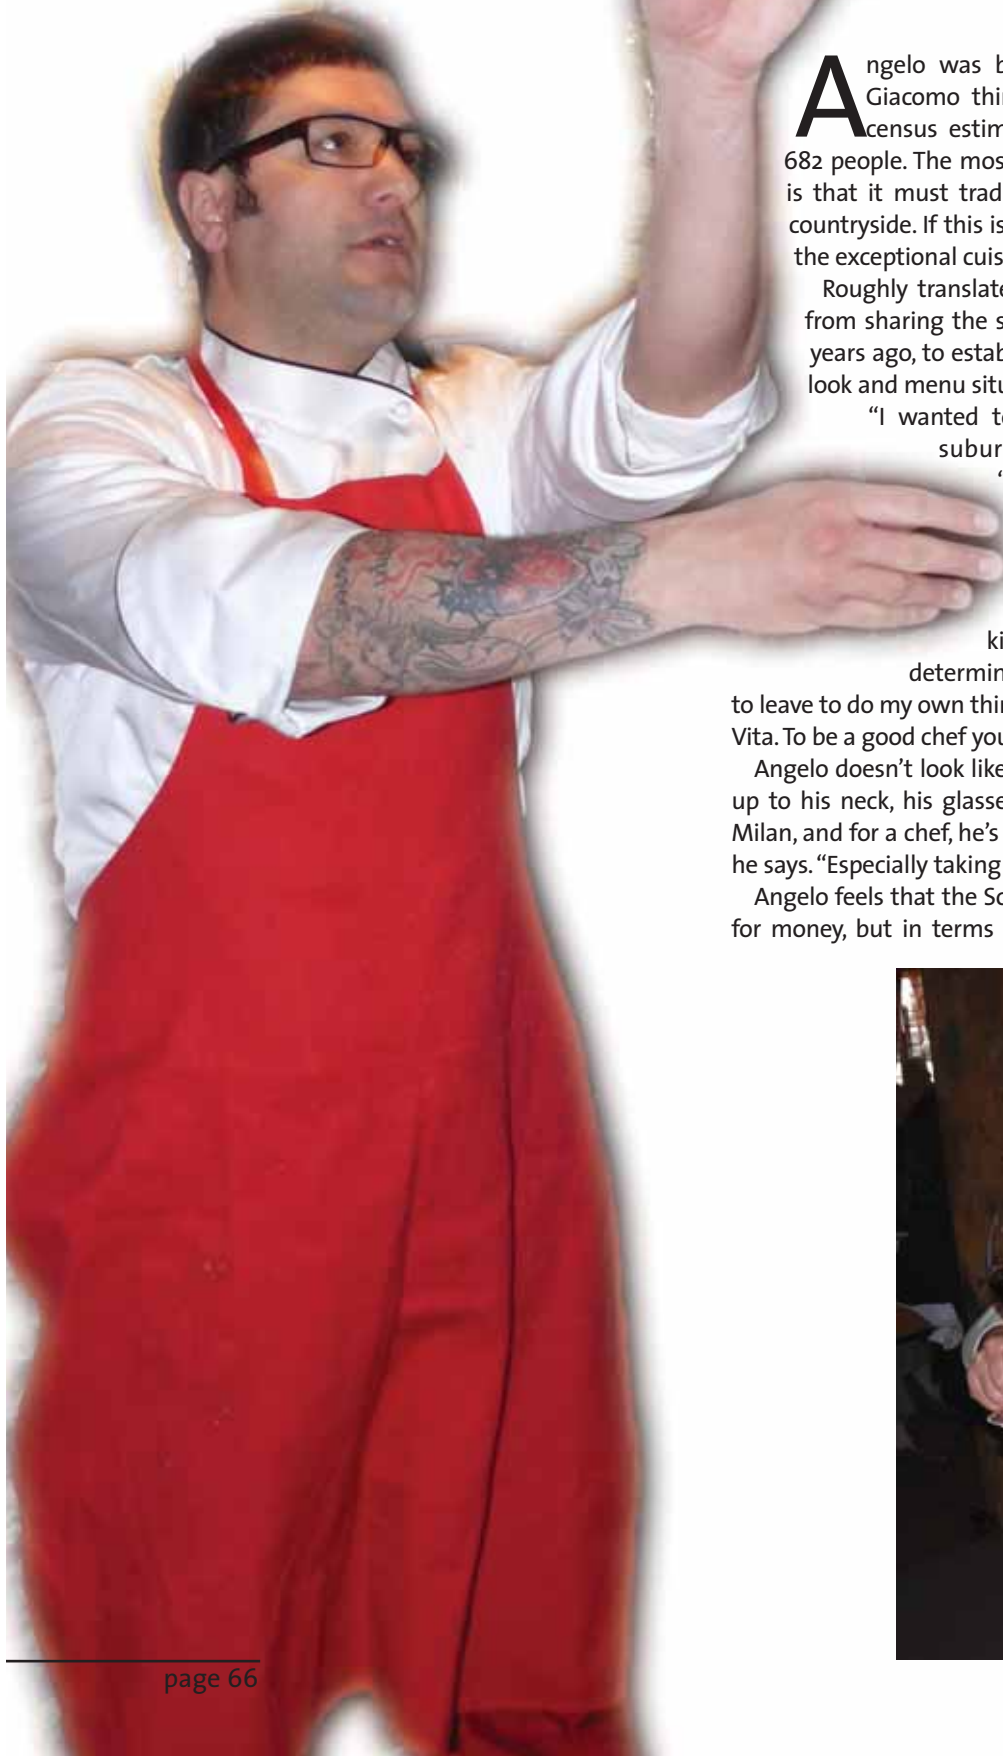 Angelo was b
Giacomo thi
census estim
682 people. The mos
is that it must trad
countryside. If this is
the exceptional cuis
Roughly translate
from sharing the s
years ago, to estab
look and menu situ
“I wanted t
subur
“
ki
determin
to leave to do my own thin
Vita. To be a good chef you
Angelo doesn’t look like
up to his neck, his glasse
Milan, and for a chef, he’s
he says. “Especially taking
Angelo feels that the Sc
for money, but in terms
page 66